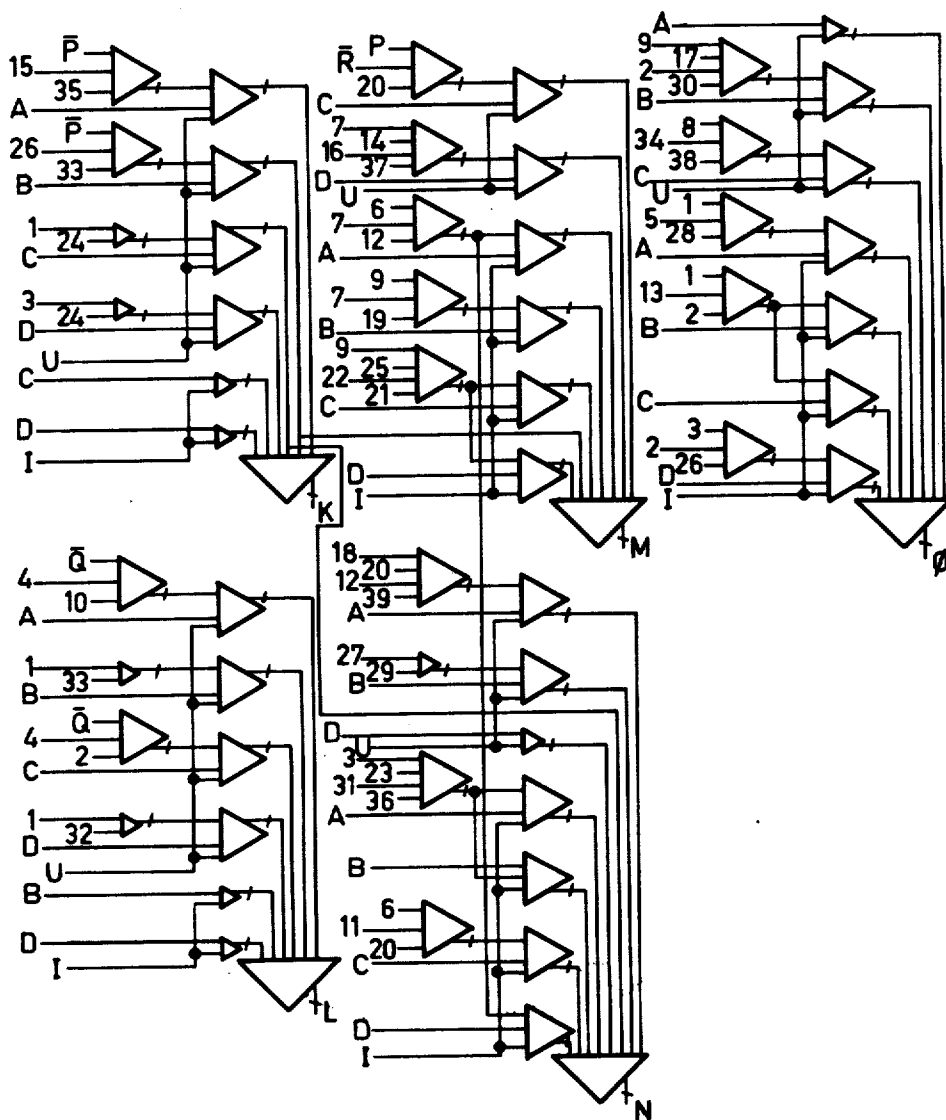 P̅
15
35
A
P̅
26
33
B
1
24
C
3
24
D
U
C
D
I
K
P
R̅
20
C
7
14
16
37
D
U
6
7
12
A
9
7
19
B
9
25
22
21
C
D
I
M
A
9
17
2
30
B
8
34
38
C
U
1
5
28
A
1
13
2
B
C
3
2
26
D
I
Ø
Q̅
4
10
A
1
33
B
Q̅
4
2
C
1
32
D
U
B
D
I
L
18
20
12
39
A
27
29
B
D
U
3
23
31
36
A
B
6
11
20
C
D
I
N